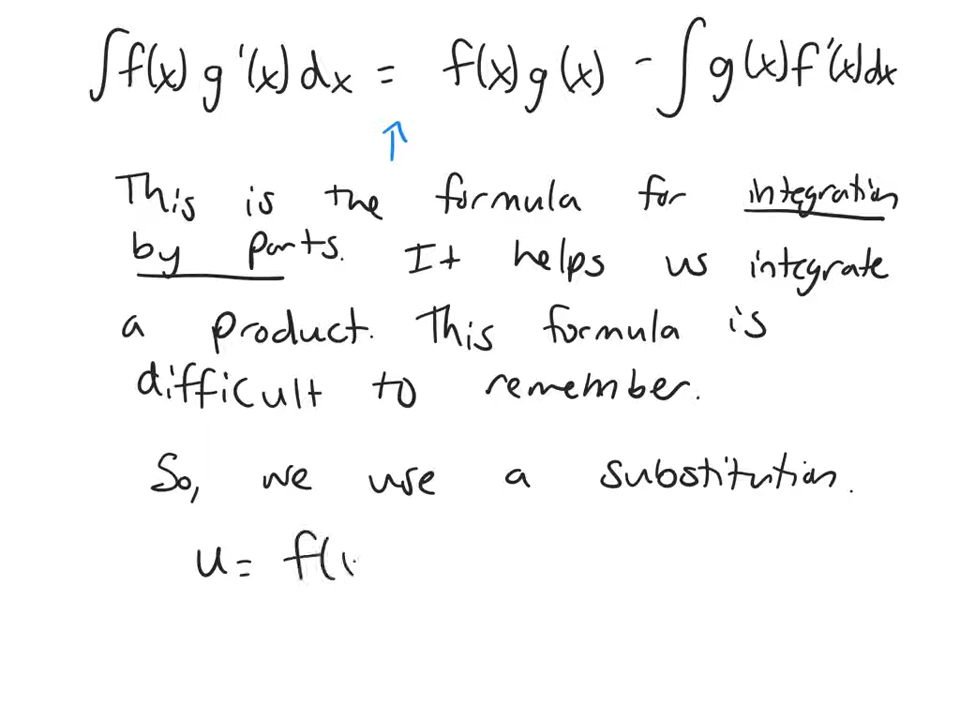 ∫f(x)g'(x)dx = f(x)g(x) - ∫g(x)f'(x)dx
This is the formula for integration
by parts. It helps us integrate
a product. This formula is
difficult to remember.
So, we use a substitution.
u= f(